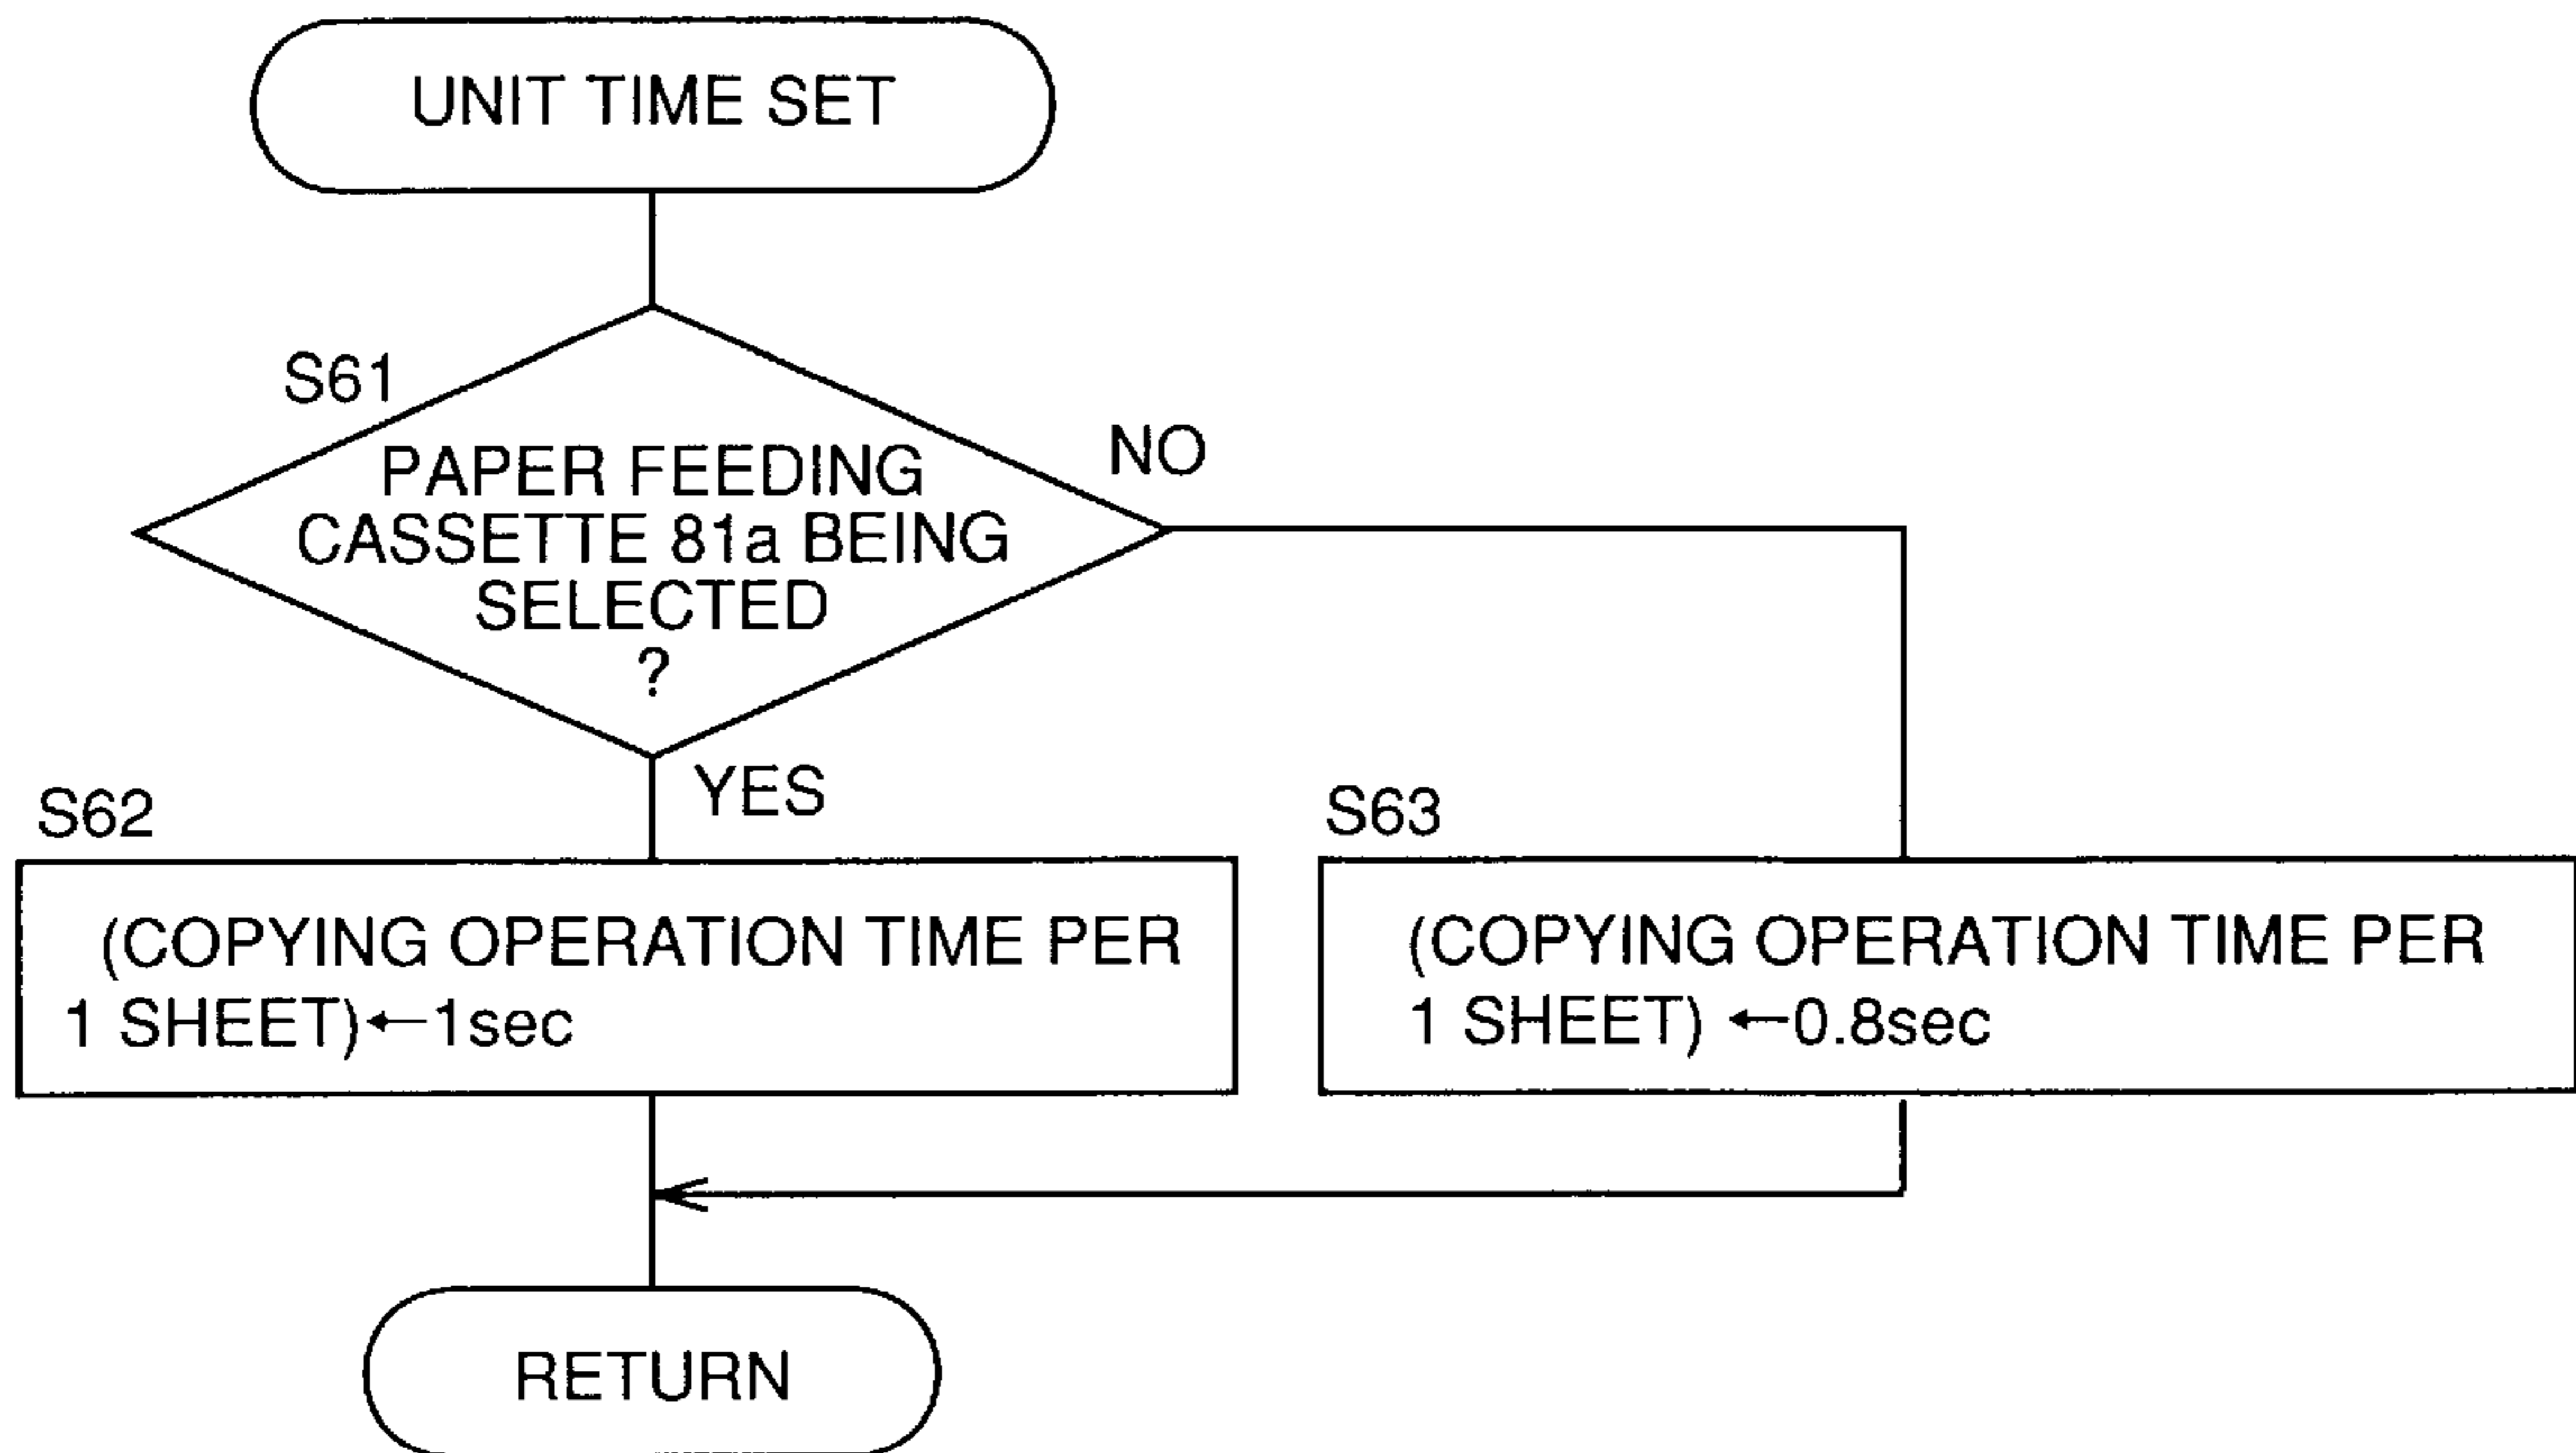 UNIT TIME SET
S61
PAPER FEEDING
CASSETTE 81a BEING
SELECTED
?
NO
YES
S62
(COPYING OPERATION TIME PER
1 SHEET)←1sec
S63
(COPYING OPERATION TIME PER
1 SHEET) ←0.8sec
RETURN